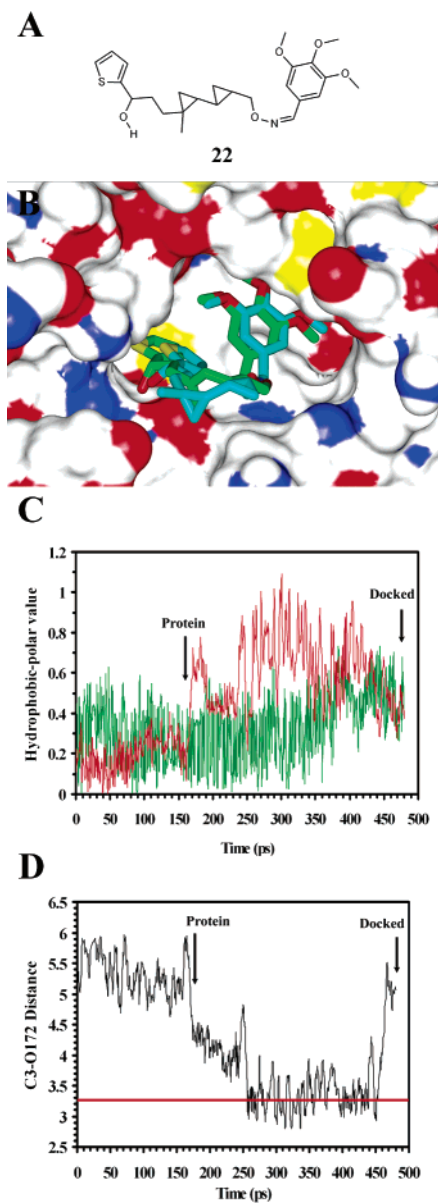 A
S
O
H
O
N
O
O
O
22
B
C
Hydrophobic-polar value
1.2
1
0.8
0.6
0.4
0.2
0
Protein
Docked
0 50 100 150 200 250 300 350 400 450 500
Time (ps)
D
C3-O172 Distance
6.5
6
5.5
5
4.5
4
3.5
3
2.5
Protein
Docked
0 50 100 150 200 250 300 350 400 450 500
Time (ps)